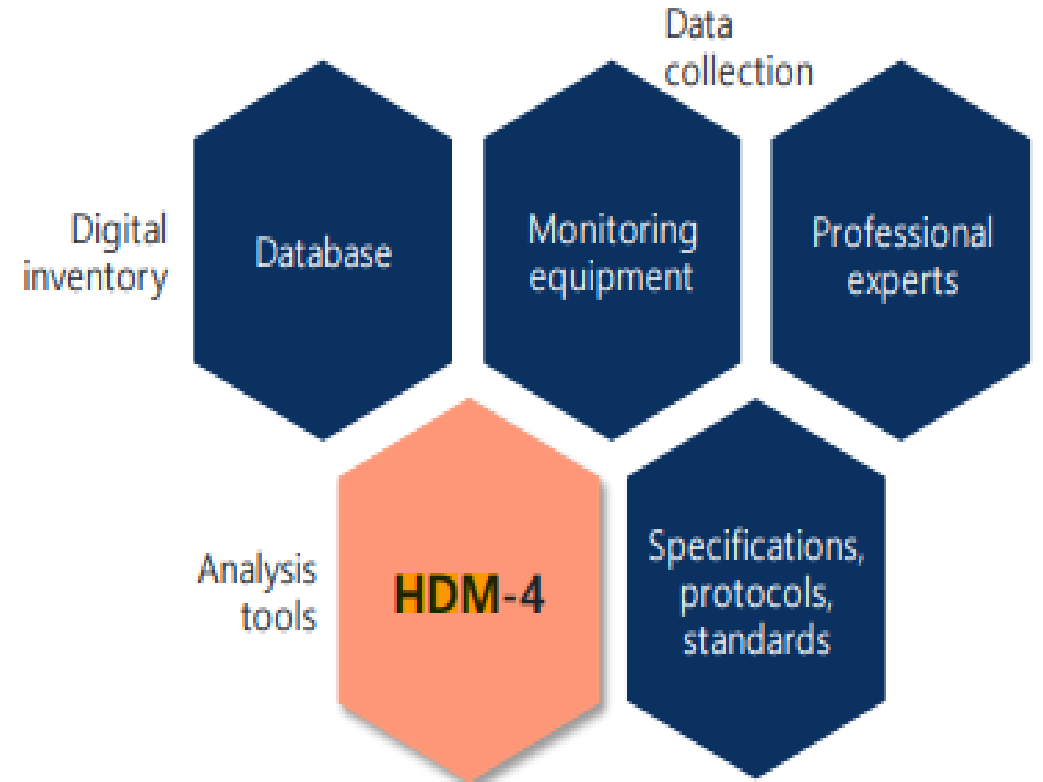 Data
collection
Digital
inventory
Database
Monitoring
equipment
Professional
experts
Analysis
tools
HDM-4
Specifications,
protocols,
standards